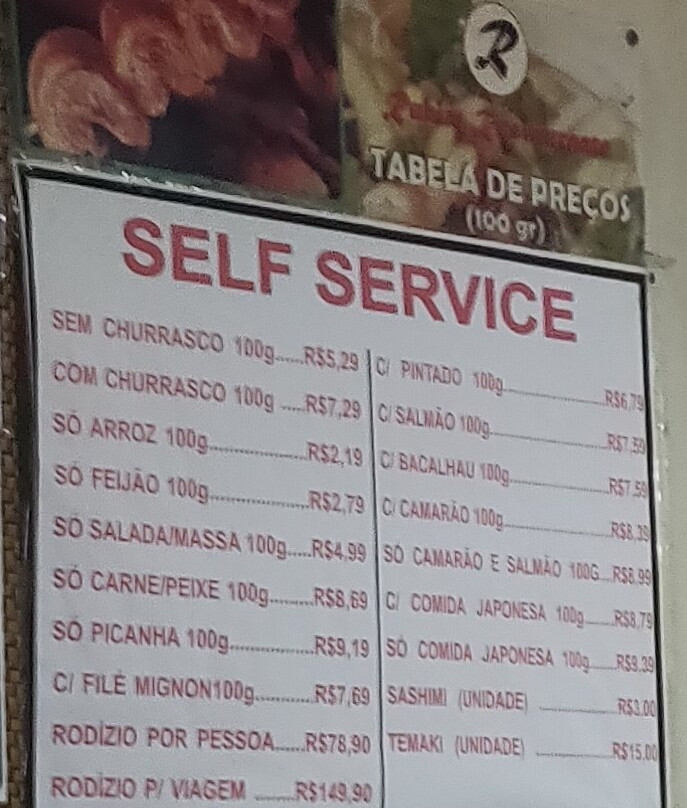 R
TABELA DE PREÇOS
(100 gr)
SELF SERVICE
SEM CHURRASCO 100g......R$5,29
COM CHURRASCO 100g .....R$7,29
SÓ ARROZ 100g....................R$2,19
SÓ FEIJÃO 100g....................R$2,79
SÓ SALADA/MASSA 100g.....R$4,99
SÓ CARNE/PEIXE 100g.........R$8,69
SÓ PICANHA 100g.................R$9,19
C/ FILÉ MIGNON100g............R$7,69
RODÍZIO POR PESSOA......R$78,90
RODÍZIO P/ VIAGEM ........R$149,90
C/ PINTADO 100g....................R$6,79
C/ SALMÃO 100g.......................R$7,59
C/ BACALHAU 100g...................R$7,59
C/ CAMARÃO 100g....................R$8,39
SÓ CAMARÃO E SALMÃO 100G...R$8,99
C/ COMIDA JAPONESA 100g.......R$8,79
SÓ COMIDA JAPONESA 100g......R$9,39
SASHIMI (UNIDADE) ...............R$3,00
TEMAKI (UNIDADE) ...............R$15,00